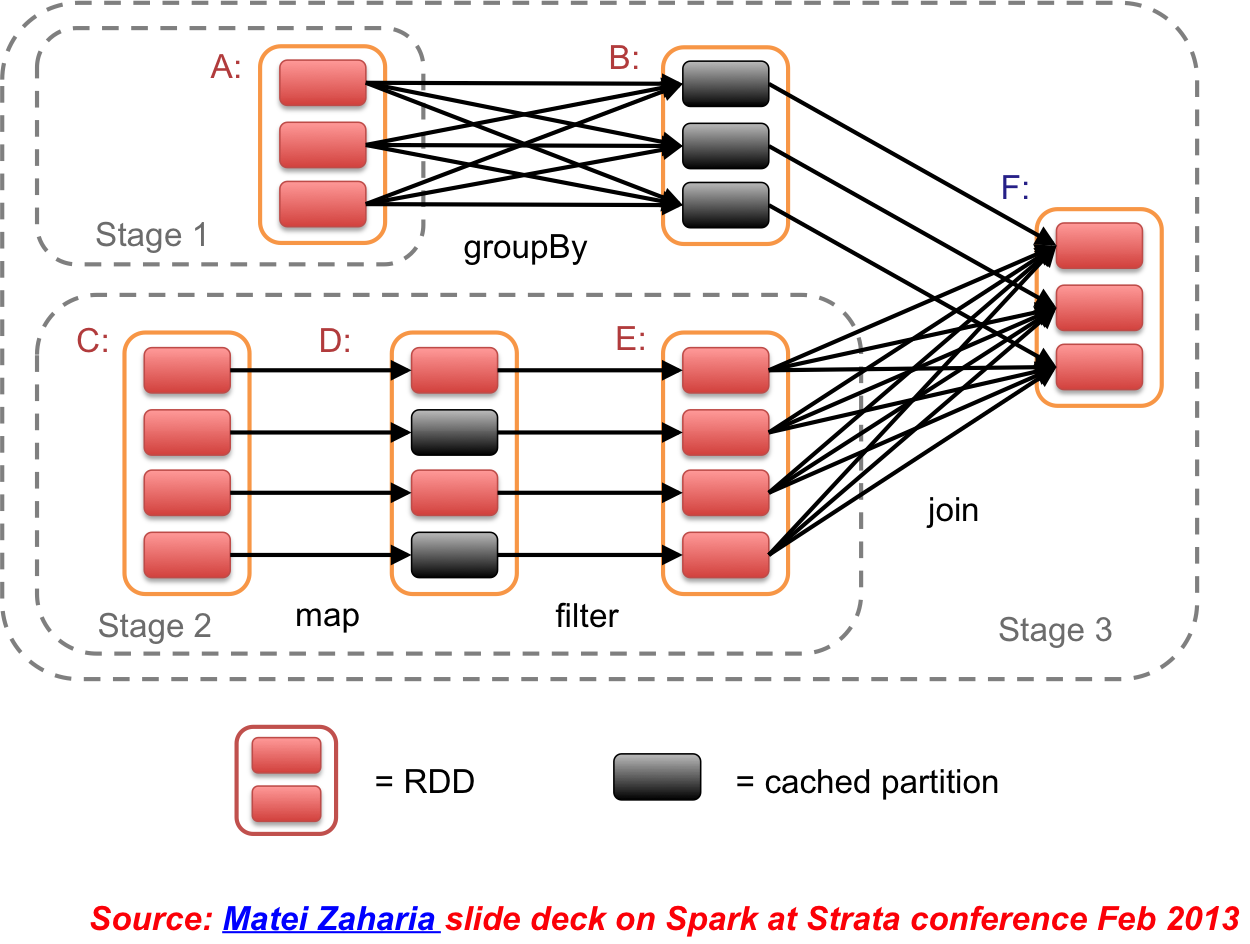 A:
B:
F:
Stage 1
groupBy
C:
D:
E:
join
Stage 2
map
filter
Stage 3
= RDD
= cached partition
Source: Matei Zaharia slide deck on Spark at Strata conference Feb 2013